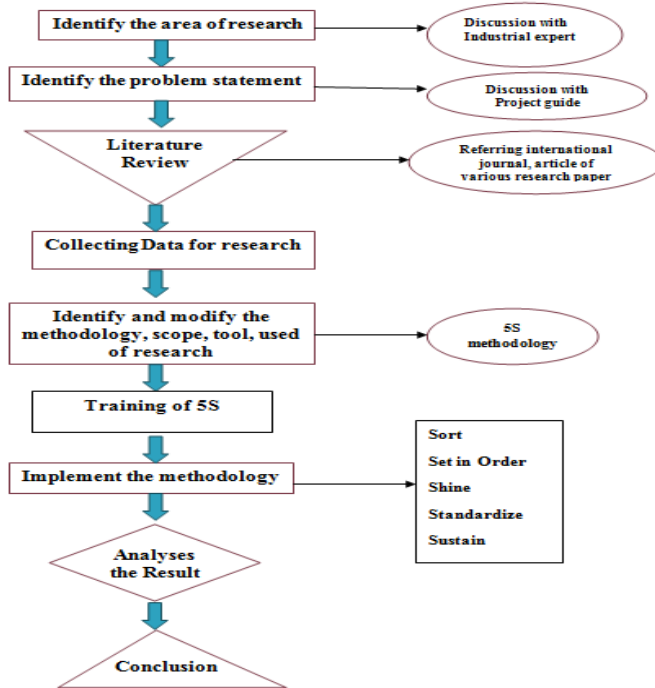 Identify the area of research
Discussion with
Industrial expert
Identify the problem statement
Discussion with
Project guide
Literature
Review
Referring international
journal, article of
various research paper
Collecting Data for research
Identify and modify the
methodology, scope, tool, used
of research
5S
methodology
Training of 5S
Implement the methodology
Sort
Set in Order
Shine
Standardize
Sustain
Analyses
the Result
Conclusion